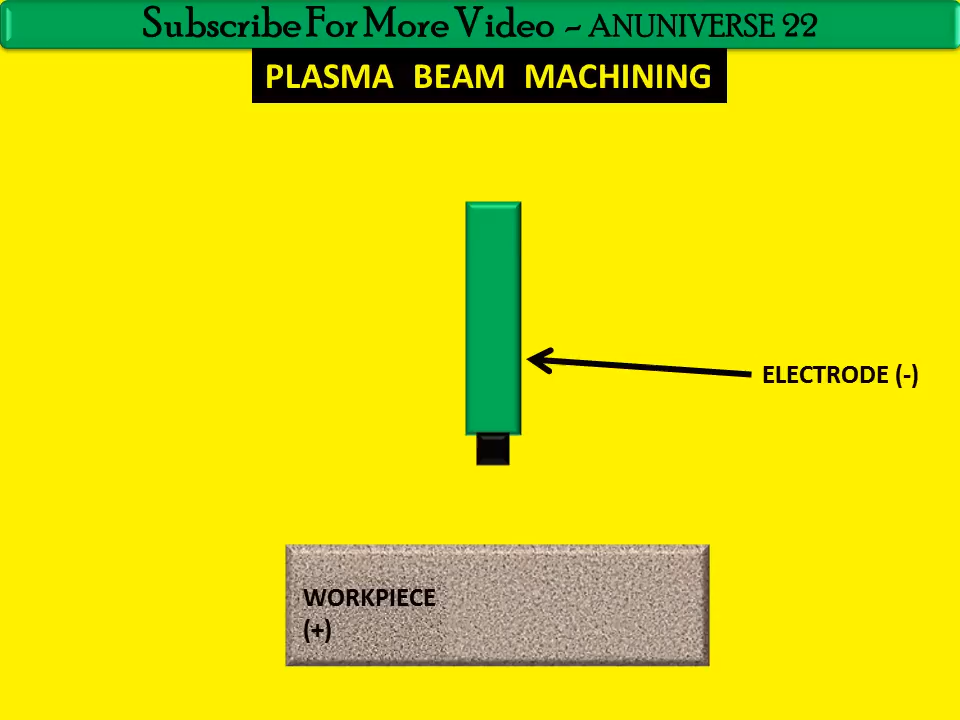 Subscribe For More Video - ANUNIVERSE 22
PLASMA BEAM MACHINING
ELECTRODE (-)
WORKPIECE
(+)